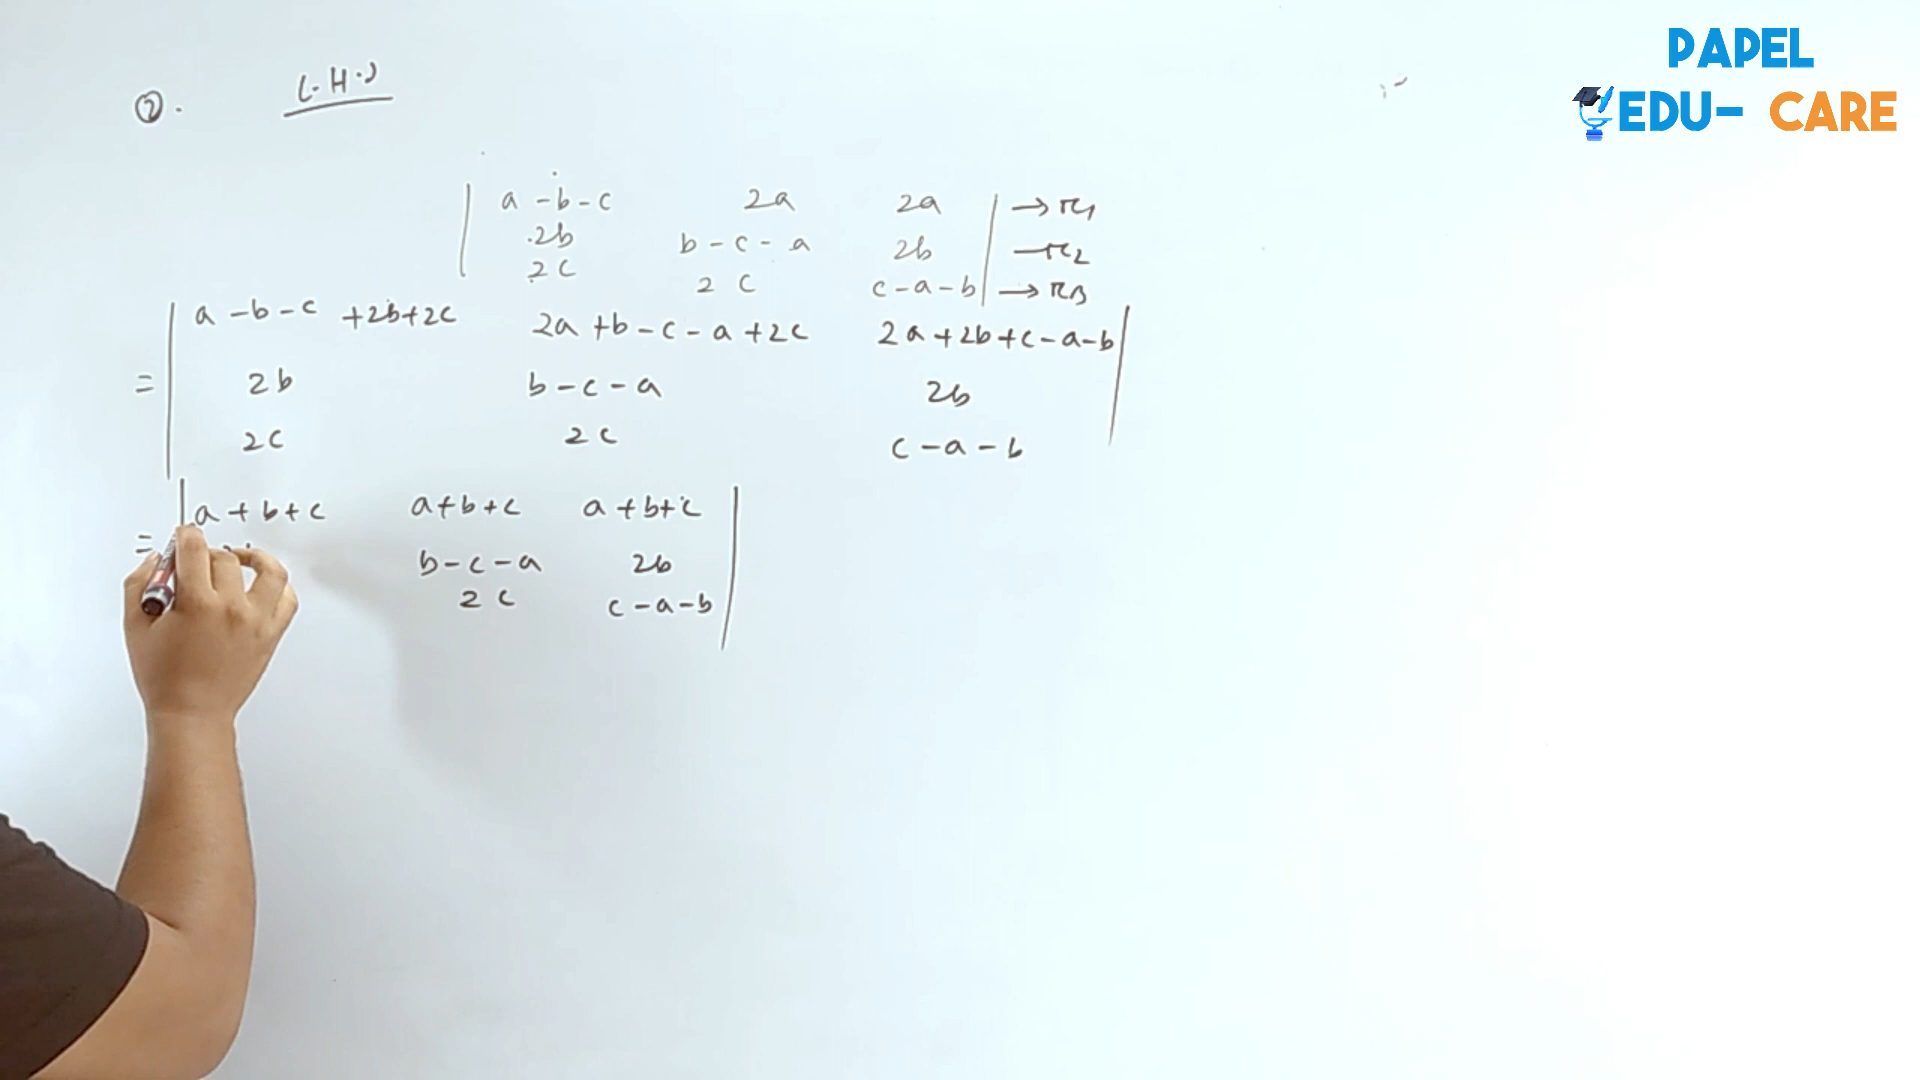 PAPEL
EDU- CARE
②. L.H.S
| a -b-c 2a 2a | → r1
2b b-c-a 2b — r2
2c 2c c-a-b | → r3
= | a-b-c +2b+2c 2a+b-c-a+2c 2a+2b+c-a-b |
2b b-c-a 2b
2c 2c c-a-b
= | a+b+c a+b+c a+b+c |
b-c-a 2b
2c c-a-b